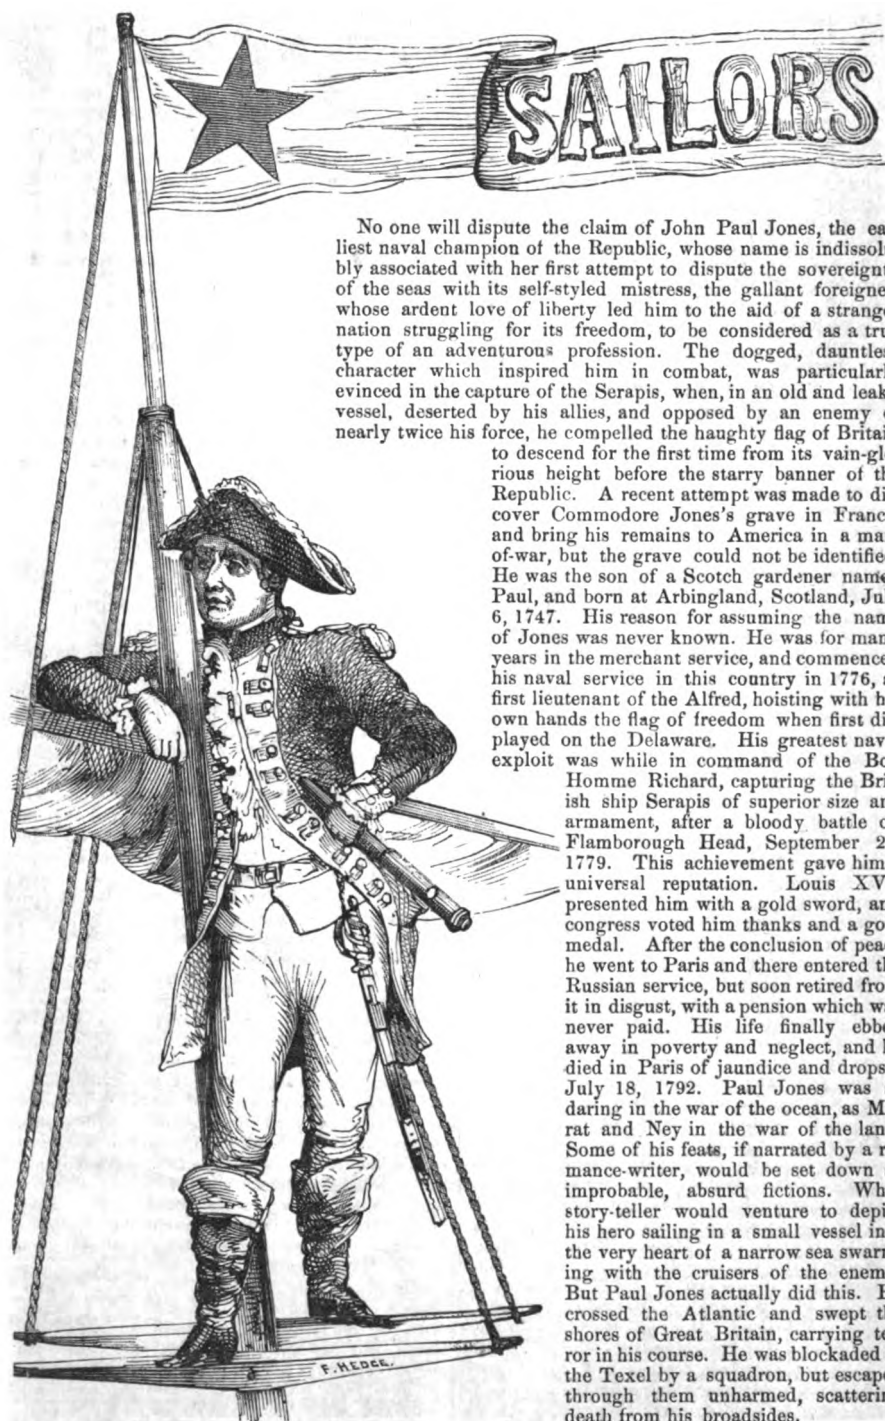 SAILORS
No one will dispute the claim of John Paul Jones, the ea
liest naval champion of the Republic, whose name is indissolu
bly associated with her first attempt to dispute the sovereignt
of the seas with its self-styled mistress, the gallant foreigne
whose ardent love of liberty led him to the aid of a strange
nation struggling for its freedom, to be considered as a tru
type of an adventurous profession. The dogged, dauntles
character which inspired him in combat, was particularl
evinced in the capture of the Serapis, when, in an old and leak
vessel, deserted by his allies, and opposed by an enemy
nearly twice his force, he compelled the haughty flag of Britai
to descend for the first time from its vain-glo
rious height before the starry banner of th
Republic. A recent attempt was made to di
cover Commodore Jones's grave in Franc
and bring his remains to America in a ma
of-war, but the grave could not be identifie
He was the son of a Scotch gardener name
Paul, and born at Arbingland, Scotland, Ju
6, 1747. His reason for assuming the nam
of Jones was never known. He was for man
years in the merchant service, and commence
his naval service in this country in 1776, a
first lieutenant of the Alfred, hoisting with h
own hands the flag of freedom when first di
played on the Delaware. His greatest nav
exploit was while in command of the Bo
Homme Richard, capturing the Bri
ish ship Serapis of superior size an
armament, after a bloody battle o
Flamborough Head, September 2
1779. This achievement gave him
universal reputation. Louis XV
presented him with a gold sword, an
congress voted him thanks and a go
medal. After the conclusion of pea
he went to Paris and there entered th
Russian service, but soon retired fro
it in disgust, with a pension which w
never paid. His life finally ebbe
away in poverty and neglect, and h
died in Paris of jaundice and drops
July 18, 1792. Paul Jones was
daring in the war of the ocean, as M
rat and Ney in the war of the lan
Some of his feats, if narrated by a r
mance-writer, would be set down
improbable, absurd fictions. Wh
story-teller would venture to depi
his hero sailing in a small vessel in
the very heart of a narrow sea swarm
ing with the cruisers of the enem
But Paul Jones actually did this. H
crossed the Atlantic and swept th
shores of Great Britain, carrying te
ror in his course. He was blockaded
the Texel by a squadron, but escape
through them unharmed, scatterin
death from his broadsides.
F. HEDGE.